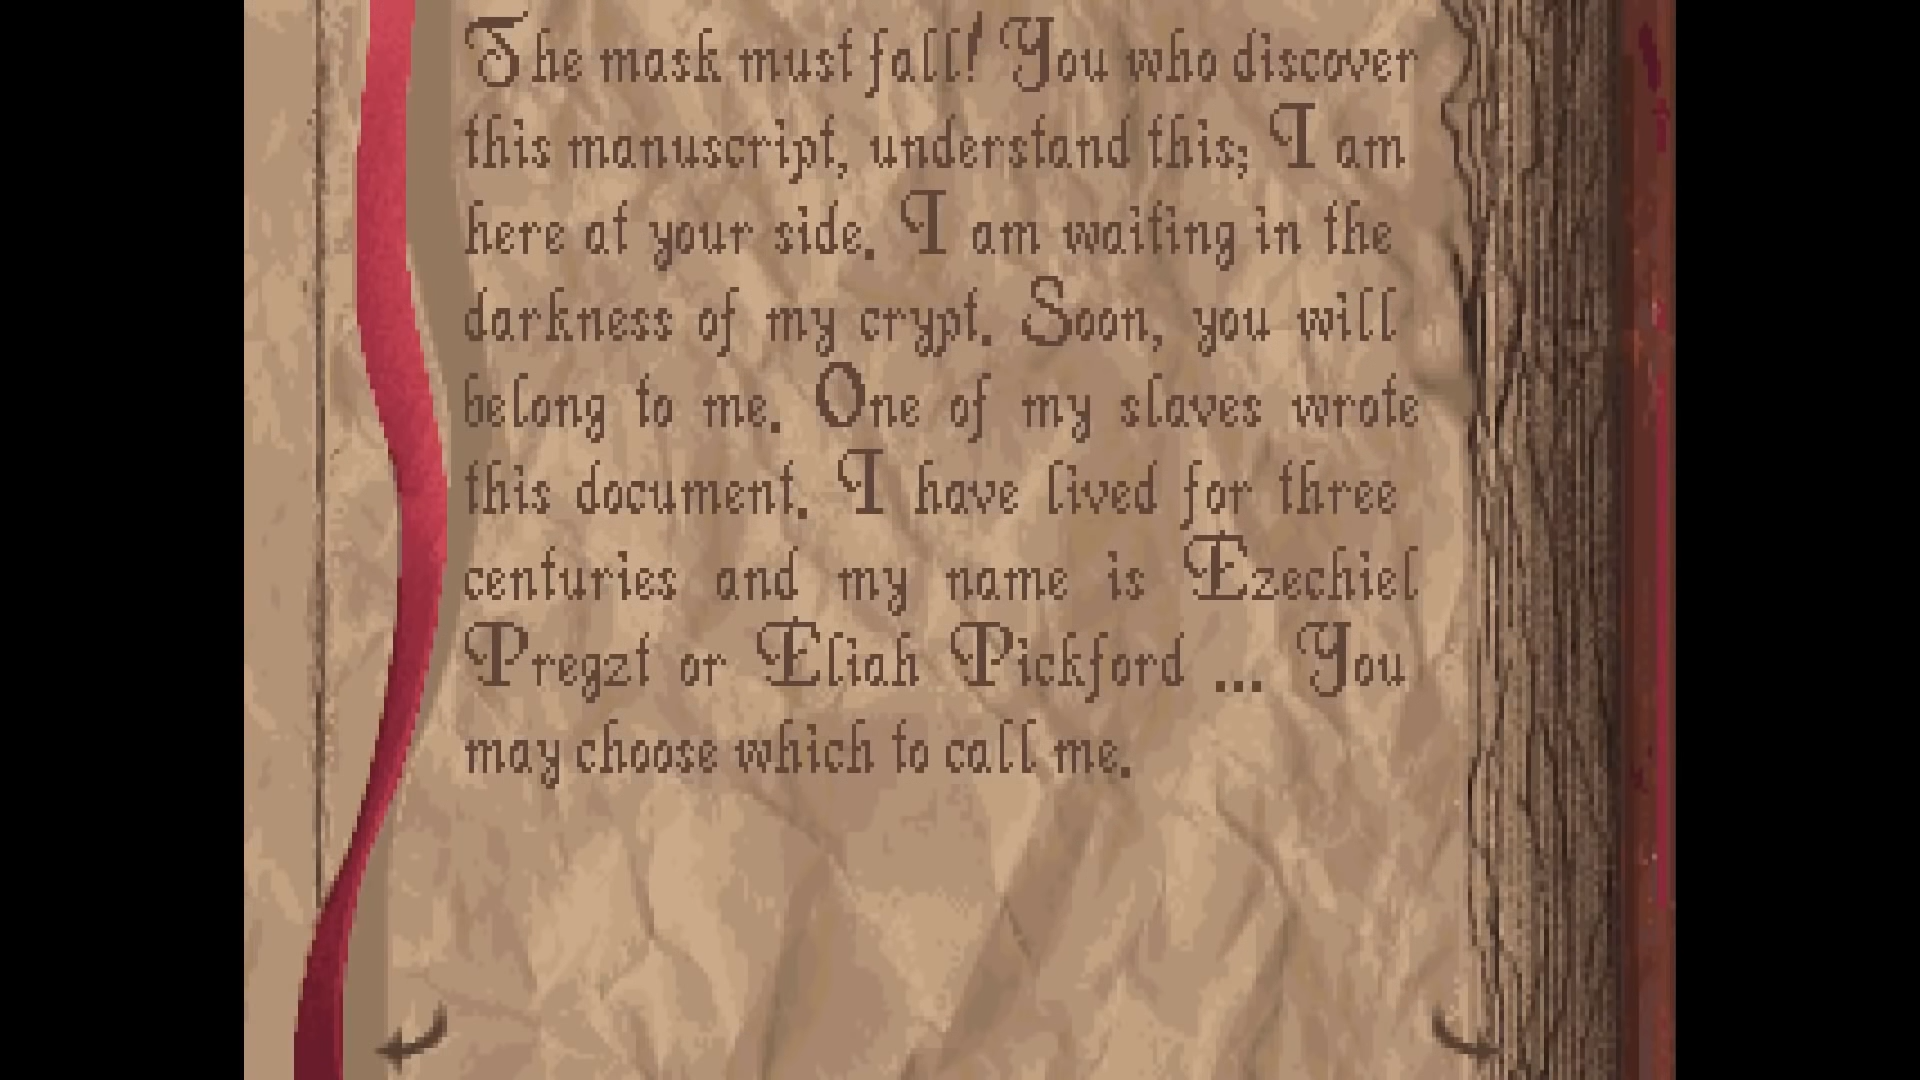 The mask must fall! You who discover
this manuscript, understand this; I am
here at your side. I am waiting in the
darkness of my crypt. Soon, you will
belong to me. One of my slaves wrote
this document. I have lived for three
centuries and my name is Ezechiel
Pregzt or Eliah Pickford ... You
may choose which to call me.